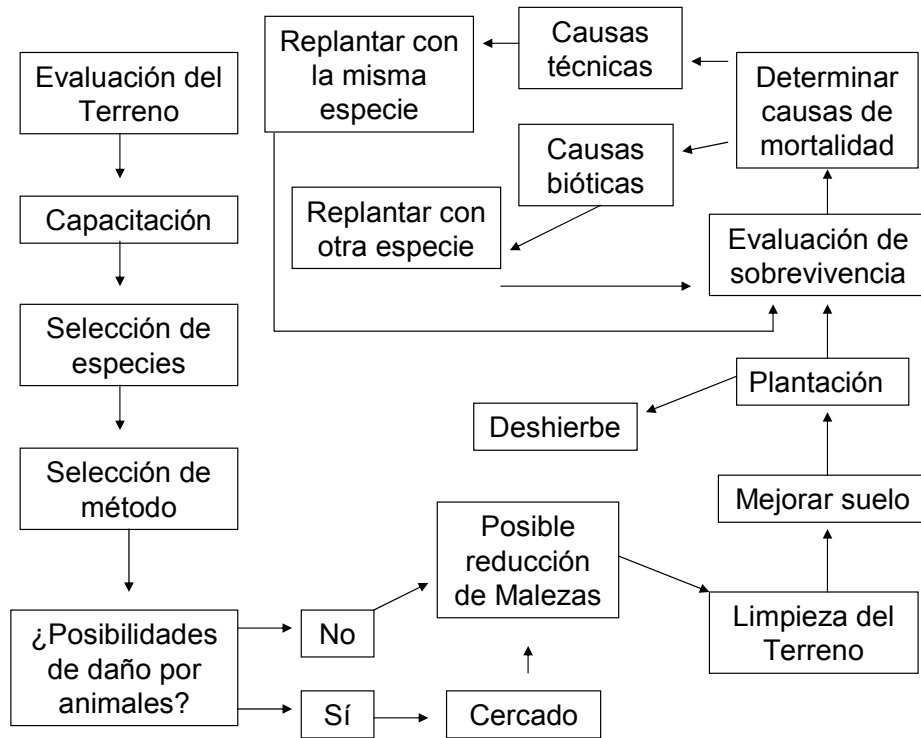 Evaluación del
Terreno
Capacitación
Selección de
especies
Selección de
método
¿Posibilidades
de daño por
animales?
No
Sí
Cercado
Posible
reducción
de Malezas
Limpieza del
Terreno
Mejorar suelo
Plantación
Deshierbe
Evaluación de
sobrevivencia
Determinar
causas de
mortalidad
Causas
técnicas
Replantar con
la misma
especie
Causas
bióticas
Replantar con
otra especie